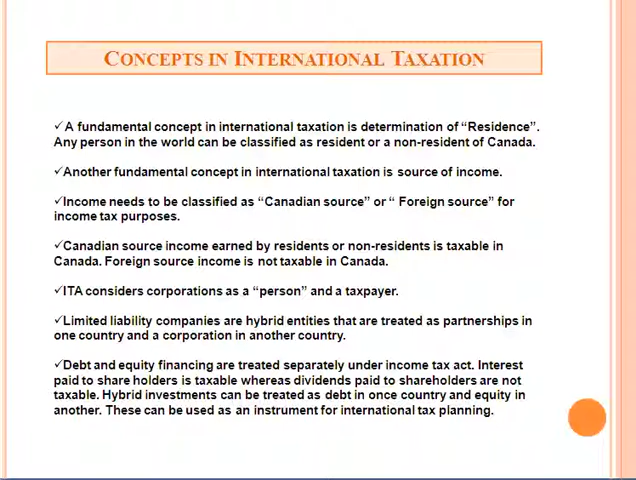 CONCEPTS IN INTERNATIONAL TAXATION
✓A fundamental concept in international taxation is determination of “Residence”.
Any person in the world can be classified as resident or a non-resident of Canada.
✓Another fundamental concept in international taxation is source of income.
✓Income needs to be classified as “Canadian source” or “ Foreign source” for
income tax purposes.
✓Canadian source income earned by residents or non-residents is taxable in
Canada. Foreign source income is not taxable in Canada.
✓ITA considers corporations as a “person” and a taxpayer.
✓Limited liability companies are hybrid entities that are treated as partnerships in
one country and a corporation in another country.
✓Debt and equity financing are treated separately under income tax act. Interest
paid to share holders is taxable whereas dividends paid to shareholders are not
taxable. Hybrid investments can be treated as debt in once country and equity in
another. These can be used as an instrument for international tax planning.